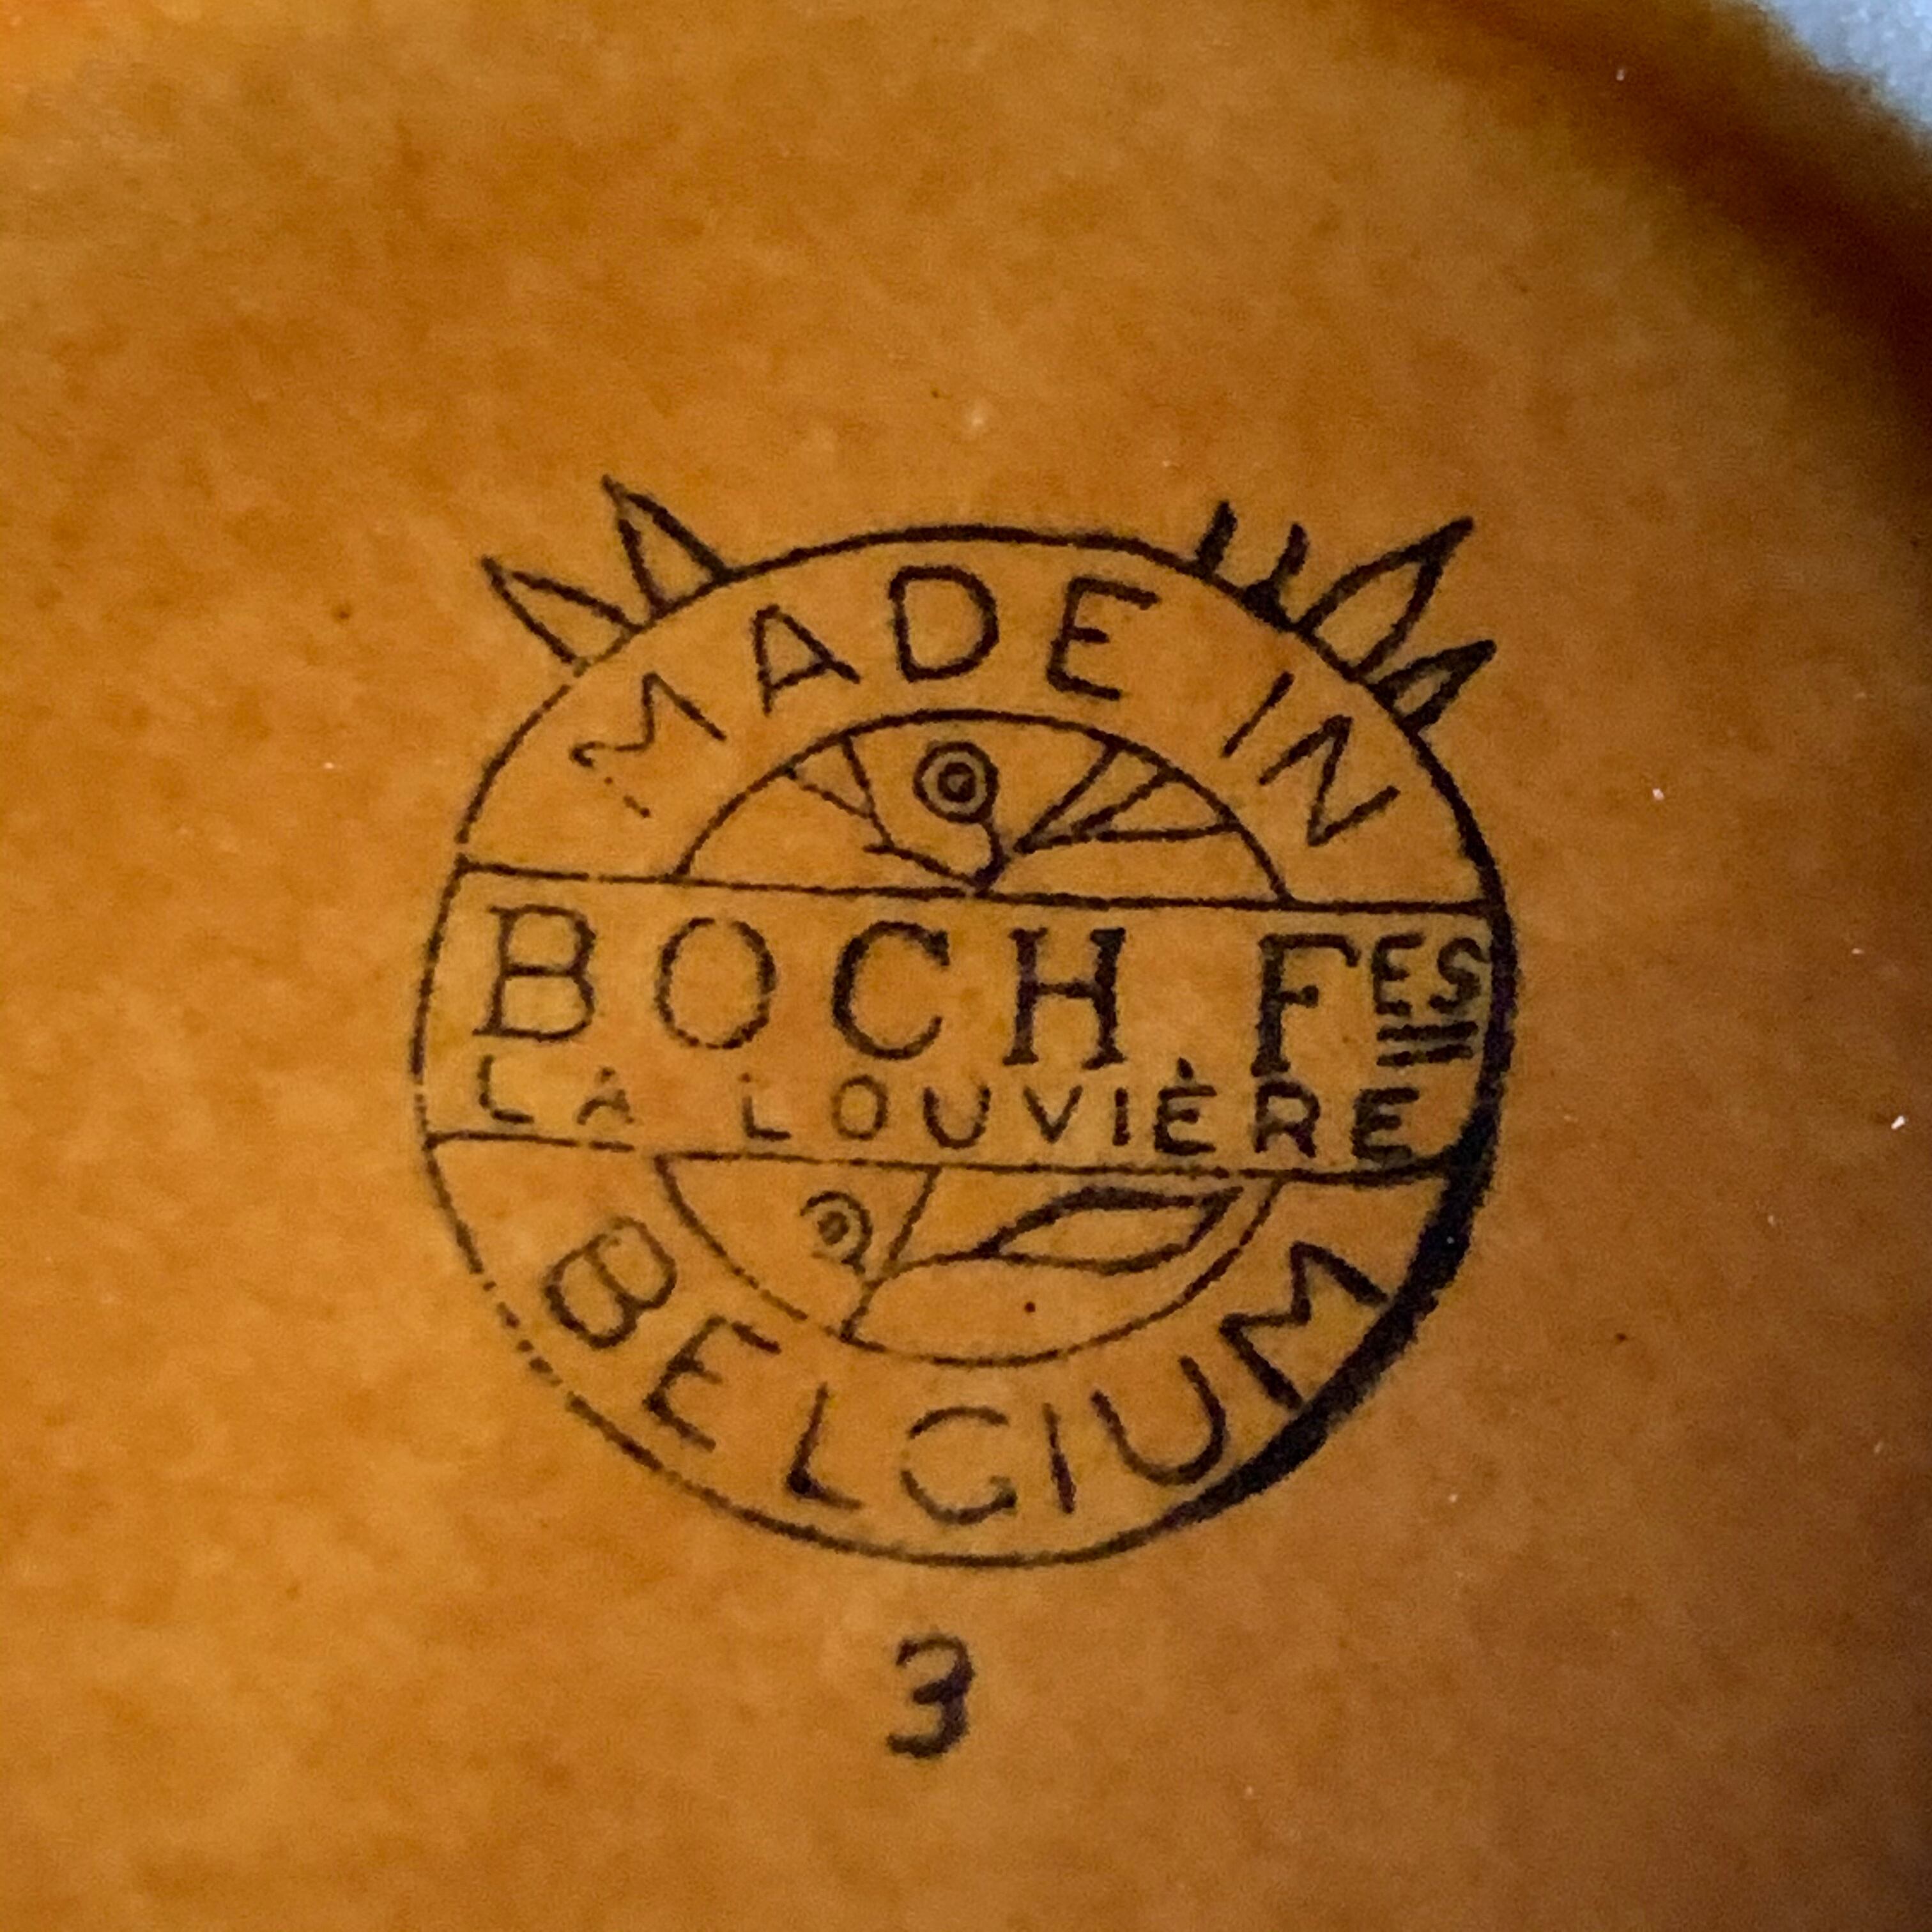 MADE IN
BOCH FES
LA LOUVIÈRE
BELGIUM
3